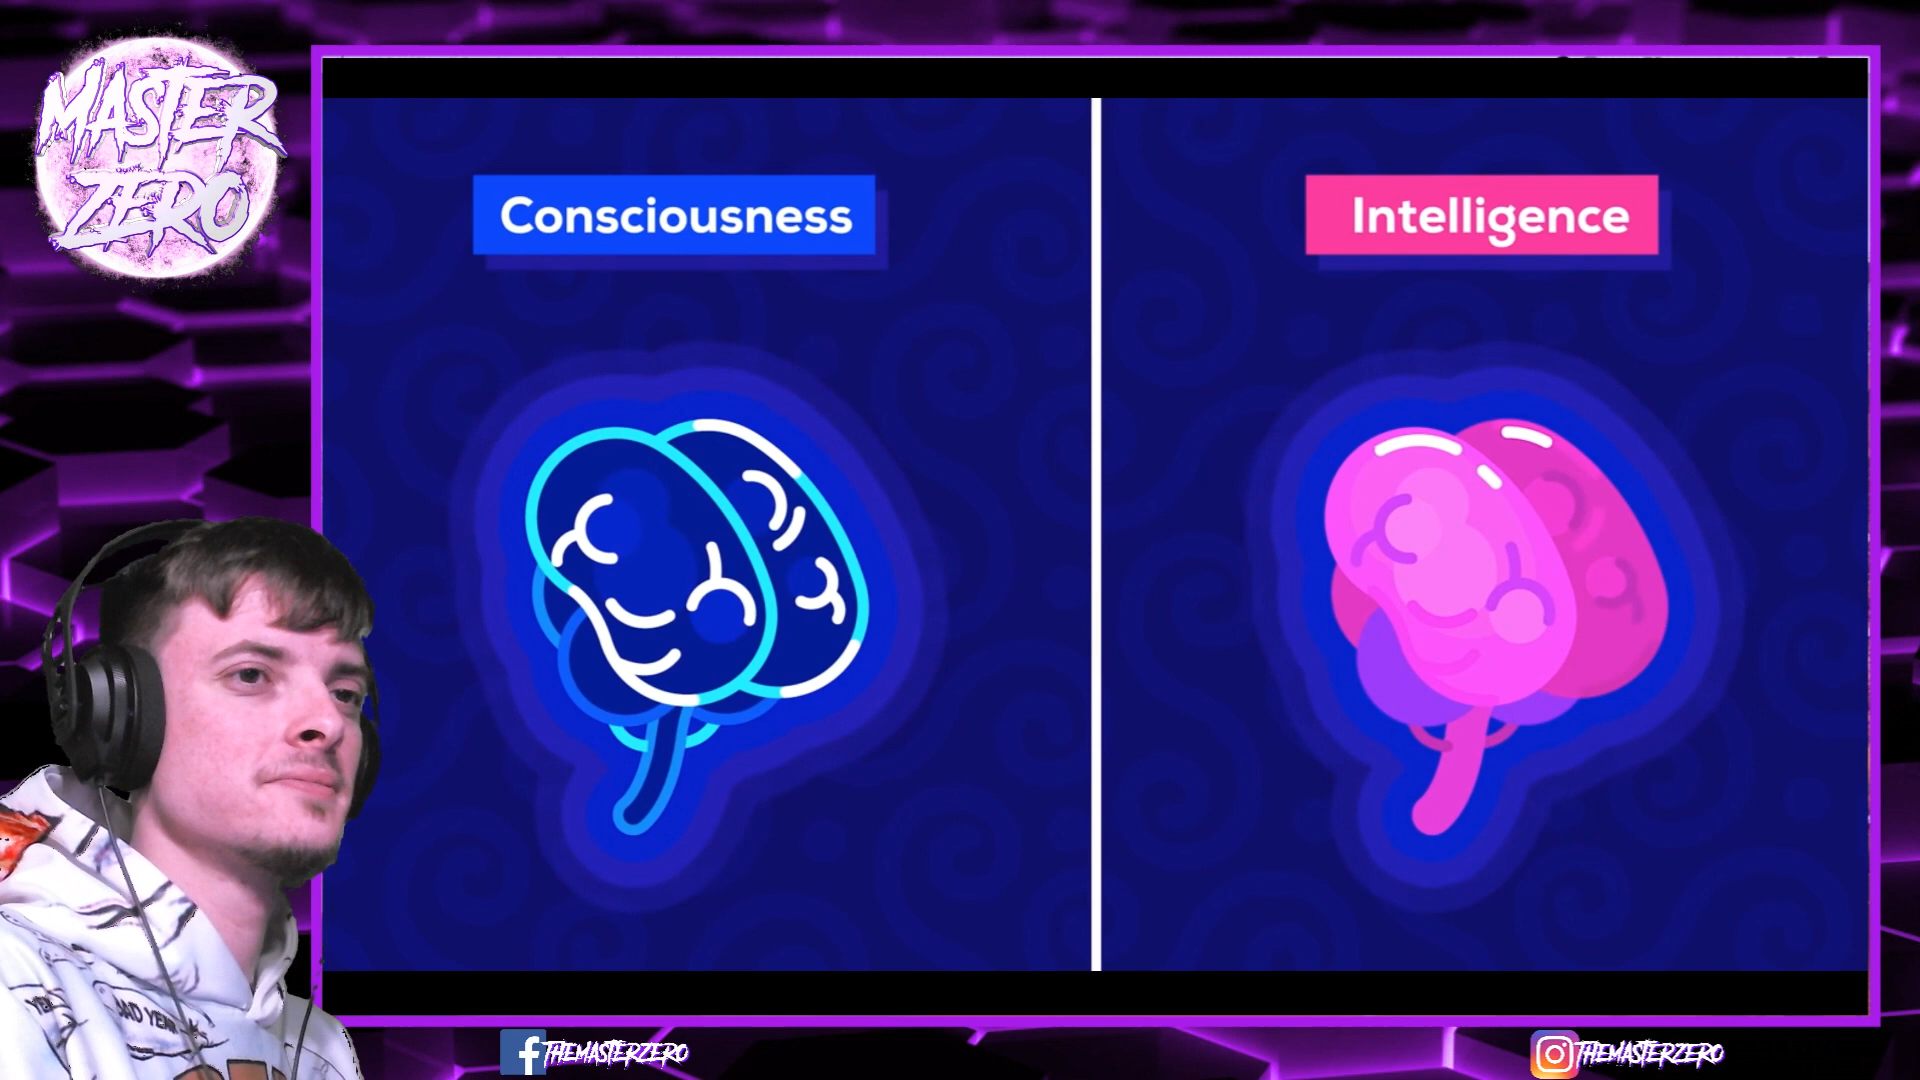 MASTER
ZERO
Consciousness
Intelligence
THEMASTERZERO
THEMASTERZERO